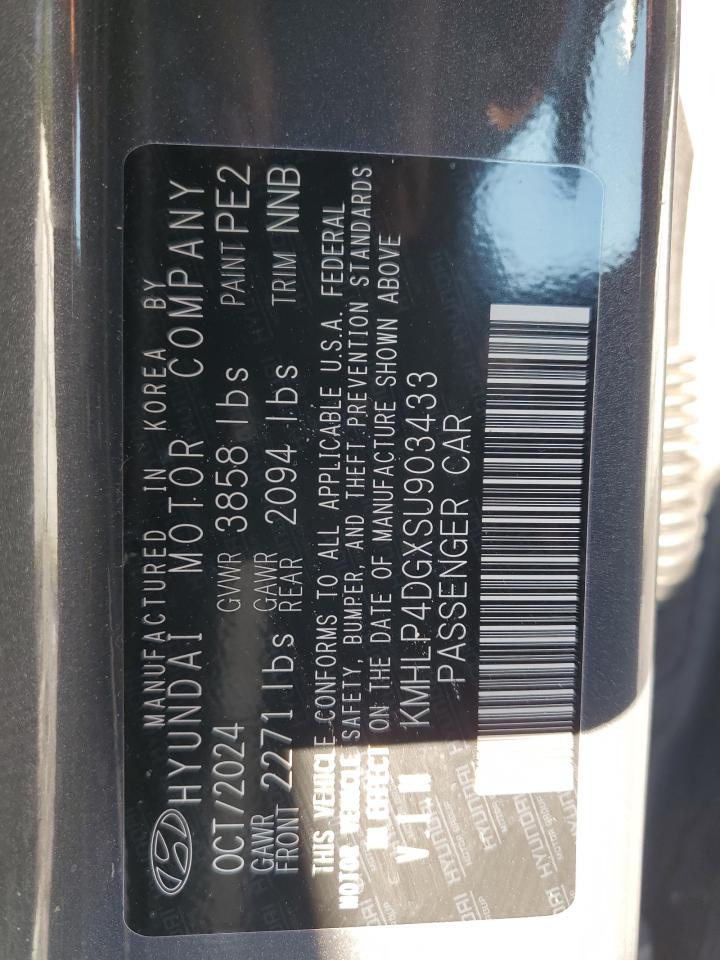 MANUFACTURED IN KOREA BY
HYUNDAI MOTOR COMPANY
OCT/2024 GVWR 3858 lbs PAINT PE2
GAWR FRONT 2271 lbs GAWR REAR 2094 lbs TRIM NNB
THIS VEHICLE CONFORMS TO ALL APPLICABLE U.S.A. FEDERAL
MOTOR VEHICLE SAFETY, BUMPER, AND THEFT PREVENTION STANDARDS
IN EFFECT ON THE DATE OF MANUFACTURE SHOWN ABOVE
V.I.N KMHLP4DGXSU903433
PASSENGER CAR